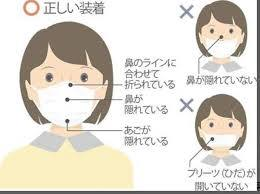 ○ 正しい装着
鼻のラインに
合わせて
折られている
鼻が
隠れている
あごが
隠れている
×
鼻が隠れていない
×
プリーツ(ひだ)が
開いていない